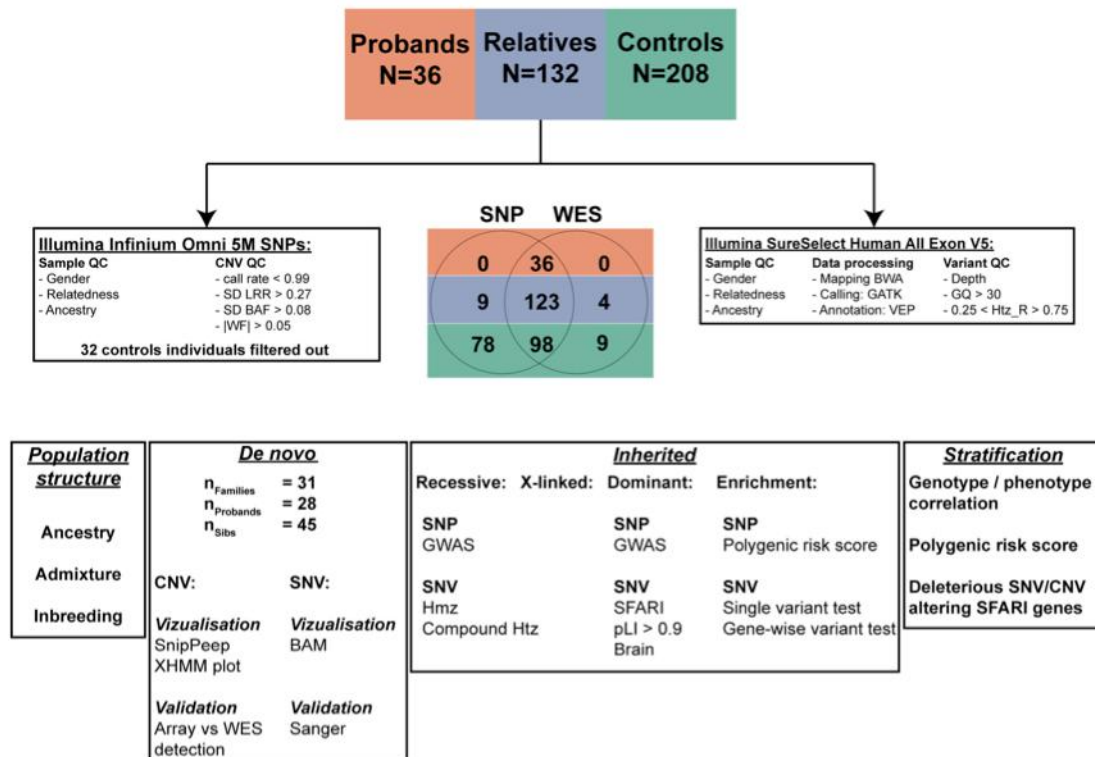 Probands Relatives Controls
N=36 N=132 N=208
SNP WES
0 36 0
9 123 4
78 98 9
Illumina Infinium Omni 5M SNPs:
Sample QC CNV QC
- Gender - call rate < 0.99
- Relatedness - SD LRR > 0.27
- Ancestry - SD BAF > 0.08
- |WF| > 0.05
32 controls individuals filtered out
Illumina SureSelect Human All Exon V5:
Sample QC Data processing Variant QC
- Gender - Mapping BWA - Depth
- Relatedness - Calling: GATK - GQ > 30
- Ancestry - Annotation: VEP - 0.25 < Htz_R > 0.75
Population
structure
Ancestry
Admixture
Inbreeding
De novo
nFamilies = 31
nProbands = 28
nSibs = 45
CNV: SNV:
Vizualisation Vizualisation
SnipPeep BAM
XHMM plot
Validation Validation
Array vs WES Sanger
detection
Inherited
Recessive: X-linked: Dominant: Enrichment:
SNP SNP SNP
GWAS GWAS Polygenic risk score
SNV SNV SNV
Hmz SFARI Single variant test
Compound Htz pLI > 0.9 Gene-wise variant test
Brain
Stratification
Genotype / phenotype
correlation
Polygenic risk score
Deleterious SNV/CNV
altering SFARI genes